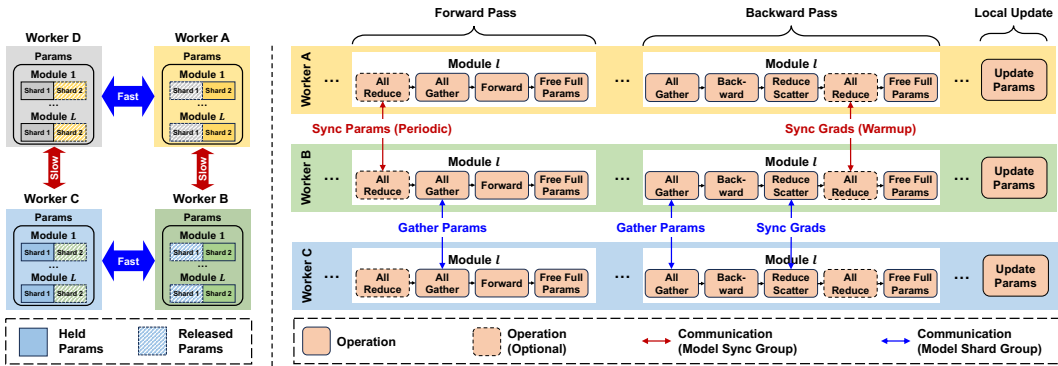 Worker D
Worker A
Params
Module 1
Shard 1 Shard 2
...
Module L
Shard 1 Shard 2
Fast
Params
Module 1
Shard 1 Shard 2
...
Module L
Shard 1 Shard 2
Slow
Slow
Worker C
Worker B
Params
Module 1
Shard 1 Shard 2
...
Module L
Shard 1 Shard 2
Fast
Params
Module 1
Shard 1 Shard 2
...
Module L
Shard 1 Shard 2
Held
Params
Released
Params
Forward Pass
Backward Pass
Local Update
Worker A
...
Module l
All
Reduce
All
Gather
Forward
Free Full
Params
...
Module l
All
Gather
Back-
ward
Reduce
Scatter
All
Reduce
Free Full
Params
...
Update
Params
Sync Params (Periodic)
Sync Grads (Warmup)
Worker B
...
Module l
All
Reduce
All
Gather
Forward
Free Full
Params
...
Module l
All
Gather
Back-
ward
Reduce
Scatter
All
Reduce
Free Full
Params
...
Update
Params
Gather Params
Gather Params
Sync Grads
Worker C
...
Module l
All
Reduce
All
Gather
Forward
Free Full
Params
...
Module l
All
Gather
Back-
ward
Reduce
Scatter
All
Reduce
Free Full
Params
...
Update
Params
Operation
Operation
(Optional)
Communication
(Model Sync Group)
Communication
(Model Shard Group)